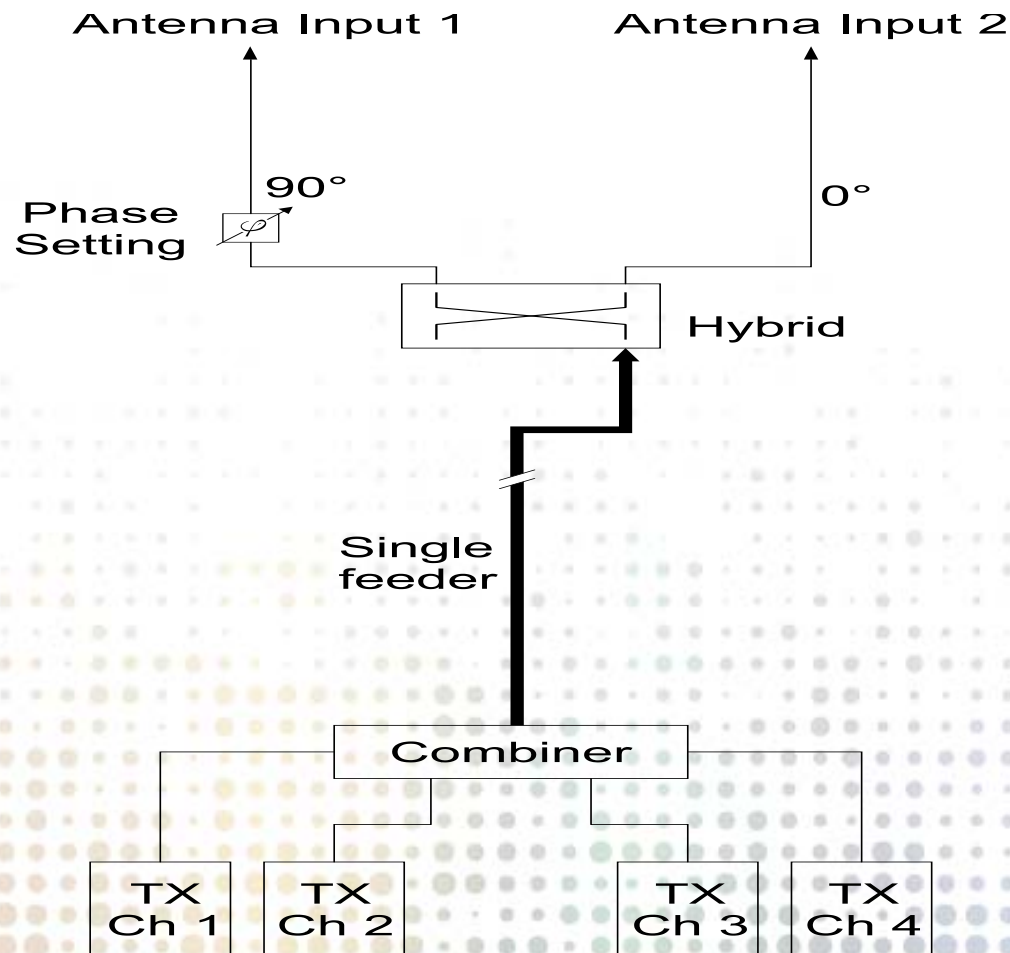 Antenna Input 1
Antenna Input 2
90°
0°
Phase
Setting
φ
Hybrid
Single
feeder
Combiner
TX
Ch 1
TX
Ch 2
TX
Ch 3
TX
Ch 4